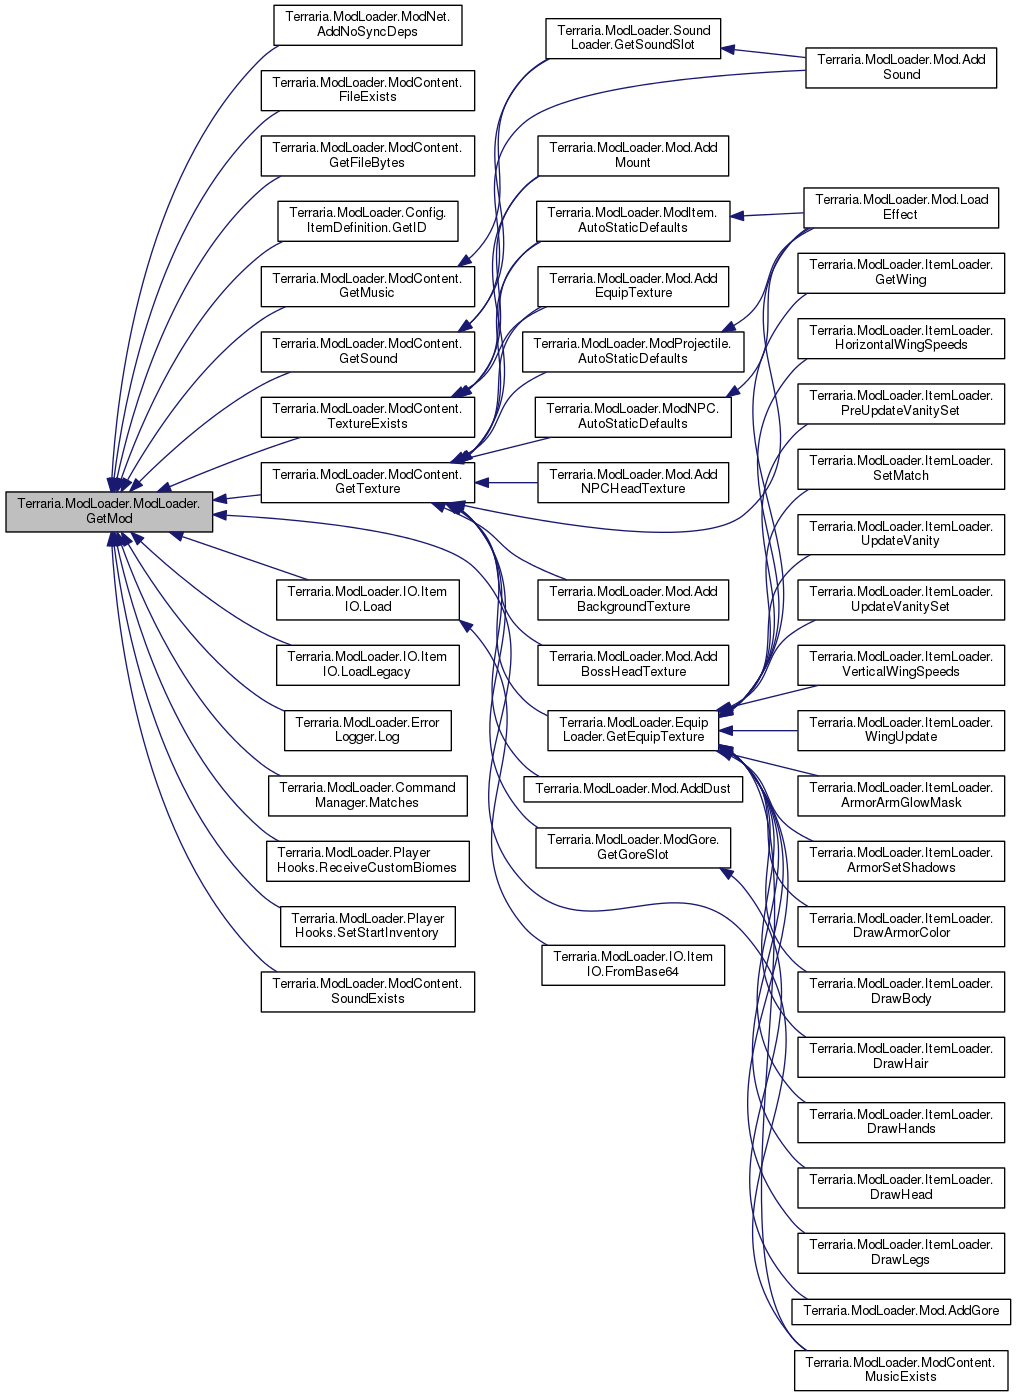 Terraria.ModLoader.ModLoader.
GetMod
Terraria.ModLoader.ModNet.
AddNoSyncDeps
Terraria.ModLoader.ModContent.
FileExists
Terraria.ModLoader.ModContent.
GetFileBytes
Terraria.ModLoader.Config.
ItemDefinition.GetID
Terraria.ModLoader.ModContent.
GetMusic
Terraria.ModLoader.ModContent.
GetSound
Terraria.ModLoader.ModContent.
TextureExists
Terraria.ModLoader.ModContent.
GetTexture
Terraria.ModLoader.IO.Item
IO.Load
Terraria.ModLoader.IO.Item
IO.LoadLegacy
Terraria.ModLoader.Error
Logger.Log
Terraria.ModLoader.Command
Manager.Matches
Terraria.ModLoader.Player
Hooks.ReceiveCustomBiomes
Terraria.ModLoader.Player
Hooks.SetStartInventory
Terraria.ModLoader.ModContent.
SoundExists
Terraria.ModLoader.Sound
Loader.GetSoundSlot
Terraria.ModLoader.Mod.Add
Mount
Terraria.ModLoader.ModItem.
AutoStaticDefaults
Terraria.ModLoader.Mod.Add
EquipTexture
Terraria.ModLoader.ModProjectile.
AutoStaticDefaults
Terraria.ModLoader.ModNPC.
AutoStaticDefaults
Terraria.ModLoader.Mod.Add
NPCHeadTexture
Terraria.ModLoader.Mod.Add
BackgroundTexture
Terraria.ModLoader.Mod.Add
BossHeadTexture
Terraria.ModLoader.Equip
Loader.GetEquipTexture
Terraria.ModLoader.Mod.AddDust
Terraria.ModLoader.ModGore.
GetGoreSlot
Terraria.ModLoader.IO.Item
IO.FromBase64
Terraria.ModLoader.Mod.Add
Sound
Terraria.ModLoader.Mod.Load
Effect
Terraria.ModLoader.ItemLoader.
GetWing
Terraria.ModLoader.ItemLoader.
HorizontalWingSpeeds
Terraria.ModLoader.ItemLoader.
PreUpdateVanitySet
Terraria.ModLoader.ItemLoader.
SetMatch
Terraria.ModLoader.ItemLoader.
UpdateVanity
Terraria.ModLoader.ItemLoader.
UpdateVanitySet
Terraria.ModLoader.ItemLoader.
VerticalWingSpeeds
Terraria.ModLoader.ItemLoader.
WingUpdate
Terraria.ModLoader.ItemLoader.
ArmorArmGlowMask
Terraria.ModLoader.ItemLoader.
ArmorSetShadows
Terraria.ModLoader.ItemLoader.
DrawArmorColor
Terraria.ModLoader.ItemLoader.
DrawBody
Terraria.ModLoader.ItemLoader.
DrawHair
Terraria.ModLoader.ItemLoader.
DrawHands
Terraria.ModLoader.ItemLoader.
DrawHead
Terraria.ModLoader.ItemLoader.
DrawLegs
Terraria.ModLoader.Mod.AddGore
Terraria.ModLoader.ModContent.
MusicExists